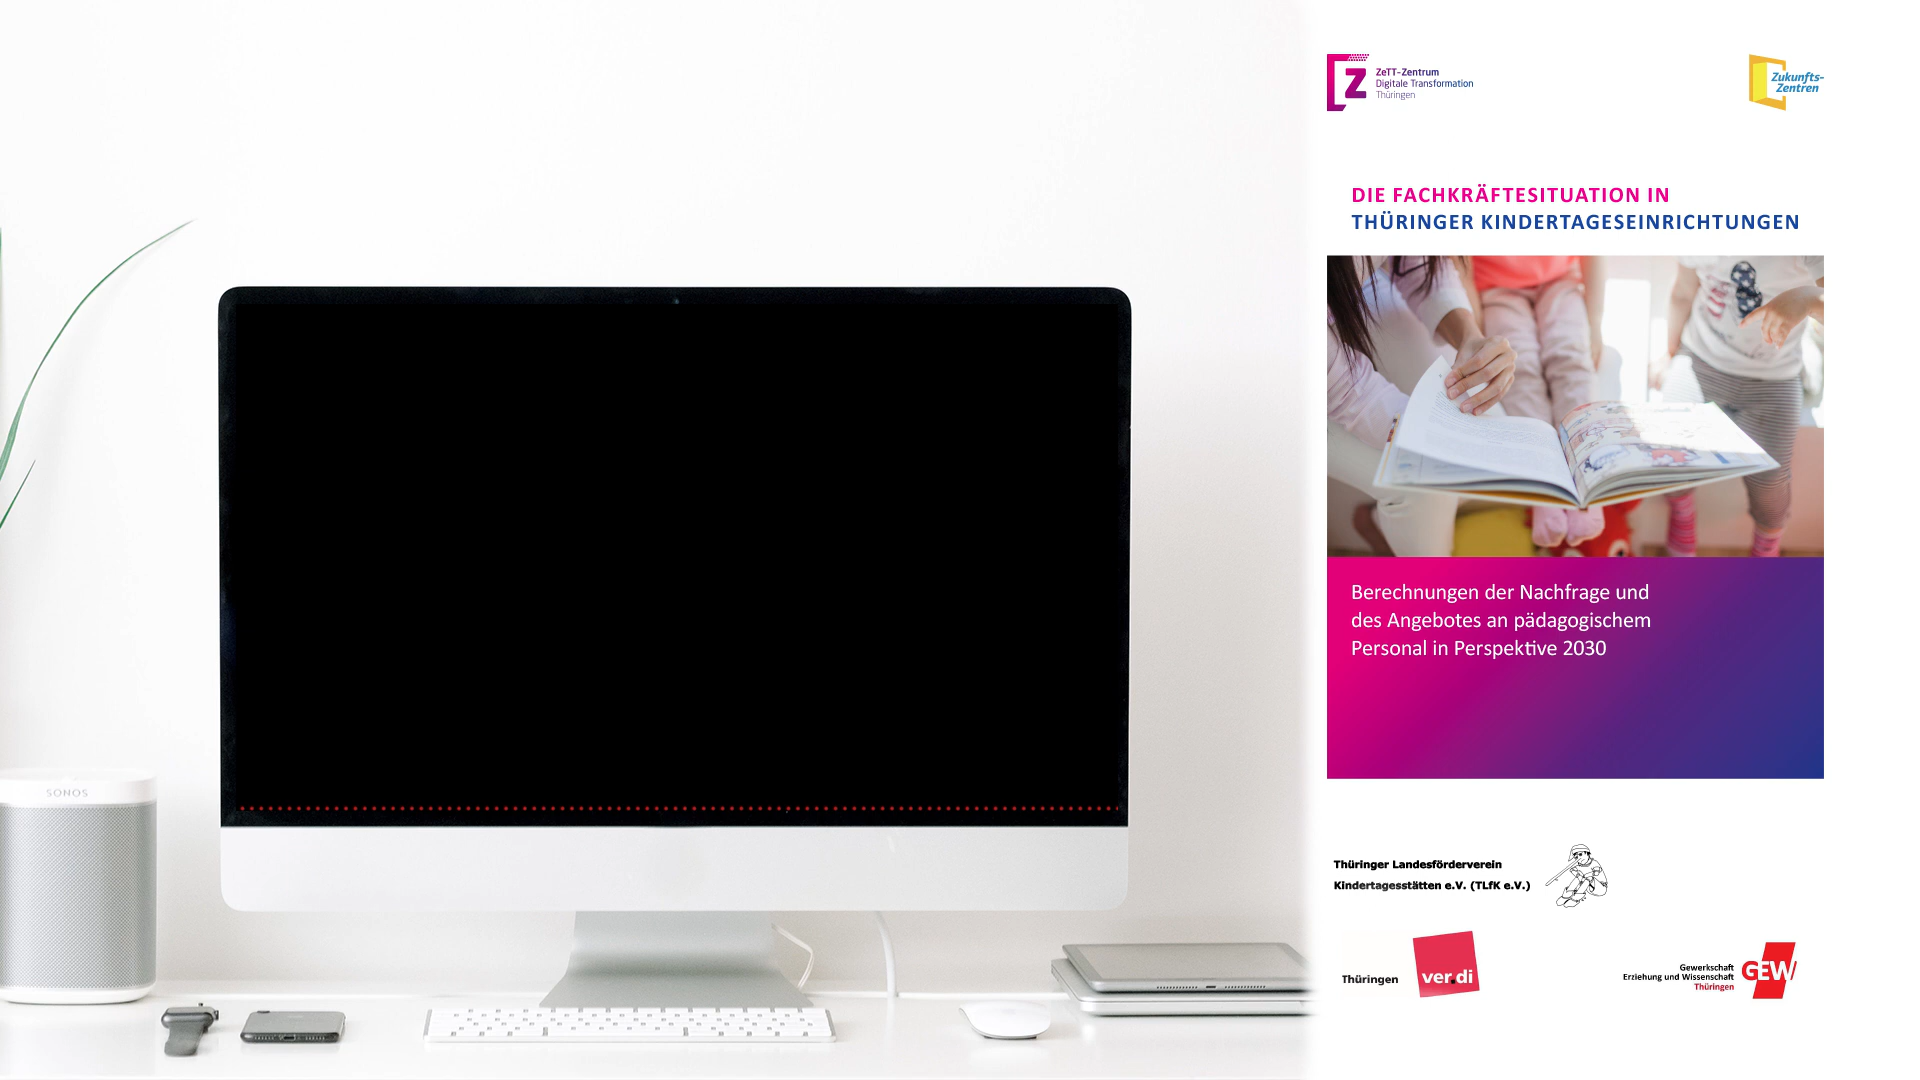 SONOS
Z
ZeTT–Zentrum
Digitale Transformation
Thüringen
Zukunfts-
Zentren
DIE FACHKRÄFTESITUATION IN
THÜRINGER KINDERTAGESEINRICHTUNGEN
Berechnungen der Nachfrage und
des Angebotes an pädagogischem
Personal in Perspektive 2030
Thüringer Landesförderverein
Kindertagesstätten e.V. (TLfK e.V.)
Thüringen
ver.di
Gewerkschaft
Erziehung und Wissenschaft
Thüringen
GEW